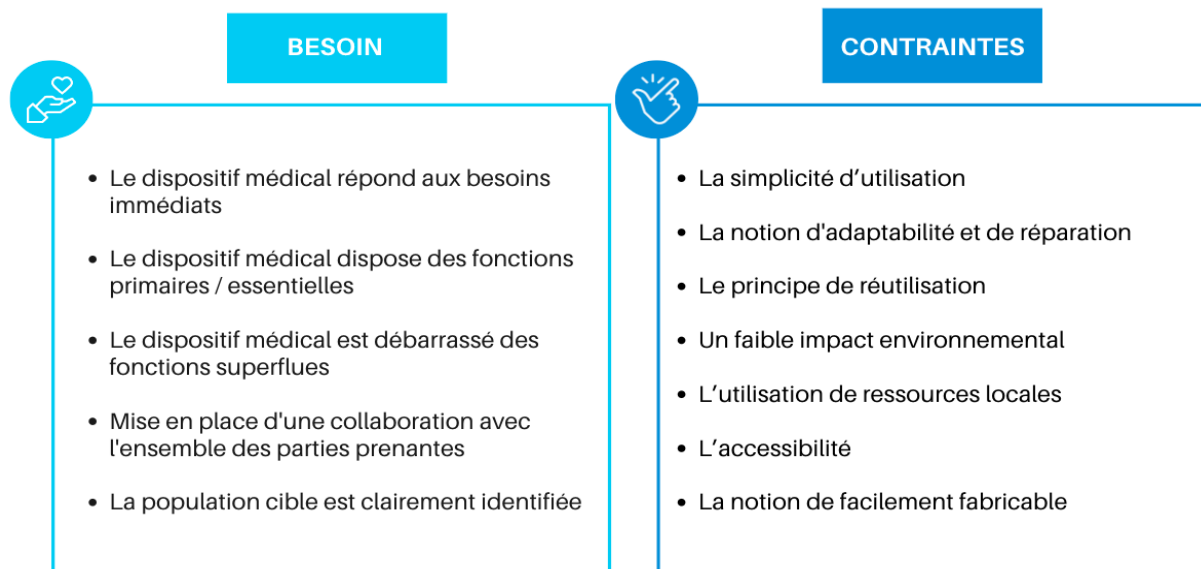 BESOIN
• Le dispositif médical répond aux besoins
immédiats
• Le dispositif médical dispose des fonctions
primaires / essentielles
• Le dispositif médical est débarrassé des
fonctions superflues
• Mise en place d'une collaboration avec
l'ensemble des parties prenantes
• La population cible est clairement identifiée
CONTRAINTES
• La simplicité d’utilisation
• La notion d'adaptabilité et de réparation
• Le principe de réutilisation
• Un faible impact environnemental
• L’utilisation de ressources locales
• L’accessibilité
• La notion de facilement fabricable